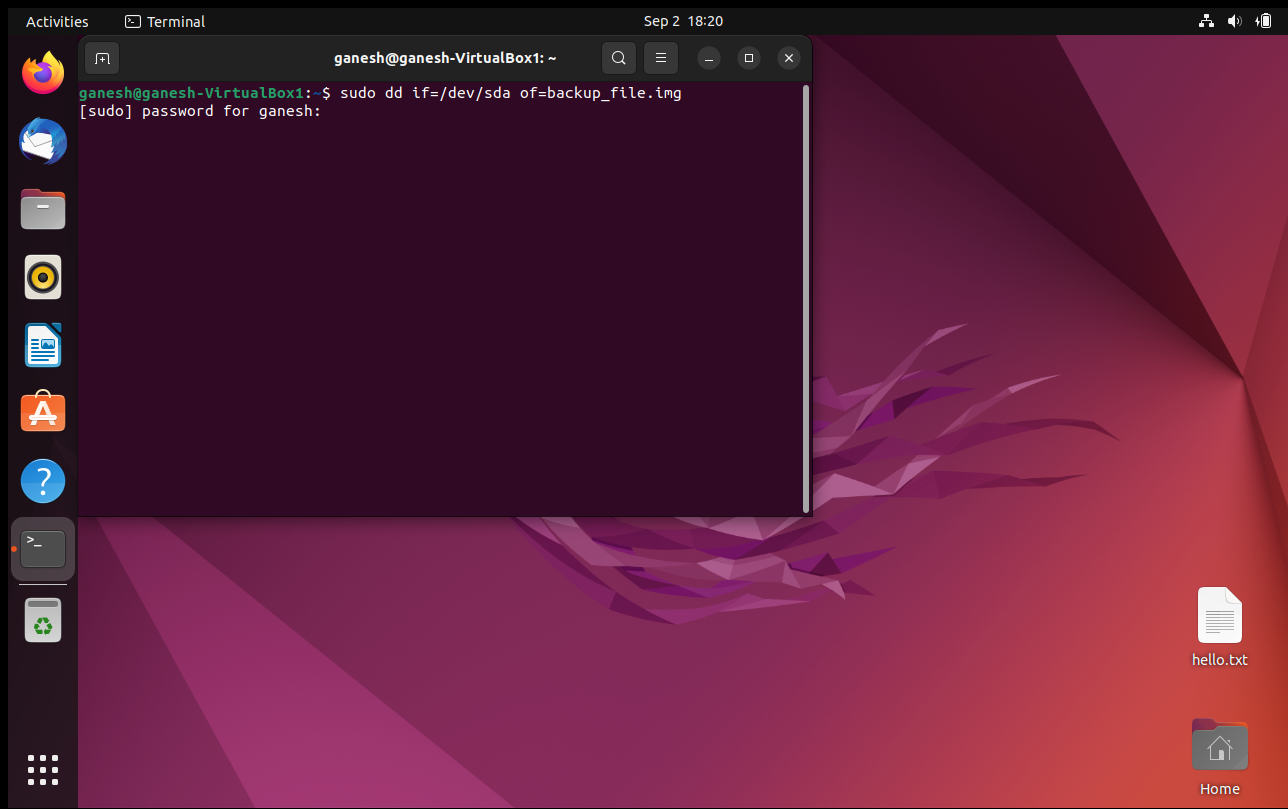 Activities
Terminal
Sep 2 18:20
ganesh@ganesh-VirtualBox1: ~
ganesh@ganesh-VirtualBox1:~$ sudo dd if=/dev/sda of=backup_file.img
[sudo] password for ganesh:
hello.txt
Home